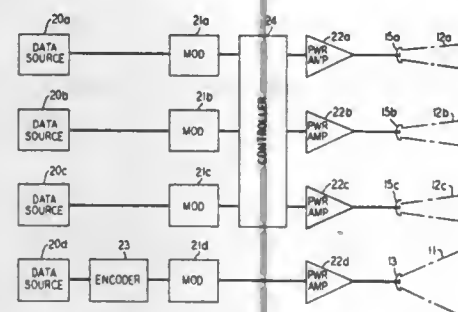 20a 21a 24 22a 15a 12a
DATA SOURCE MOD PWR AMP
20b 21b 22b 15b 12b
DATA SOURCE MOD CONTROLLER PWR AMP
20c 21c 22c 15c 12c
DATA SOURCE MOD PWR AMP
20d 23 21d 22d 13 11
DATA SOURCE ENCODER MOD PWR AMP